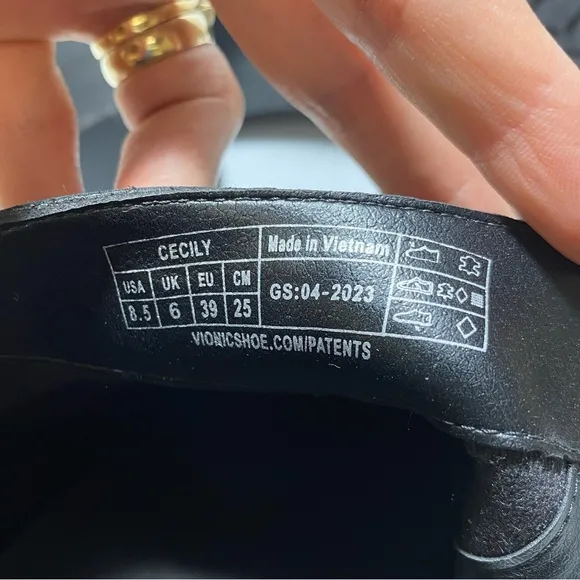 CECILY
USA UK EU CM
8.5 6 39 25
Made in Vietnam
GS:04-2023
VIONICSHOE.COM/PATENTS